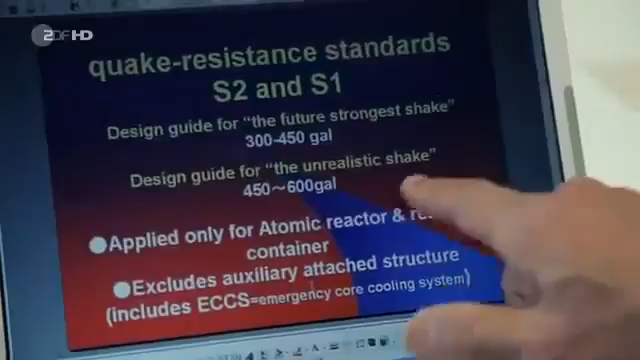 ZDF HD
quake-resistance standards
S2 and S1
Design guide for “the future strongest shake”
300-450 gal
Design guide for “the unrealistic shake”
450～600gal
●Applied only for Atomic reactor &
container
●Excludes auxiliary attached structure
(includes ECCS=emergency core cooling system)